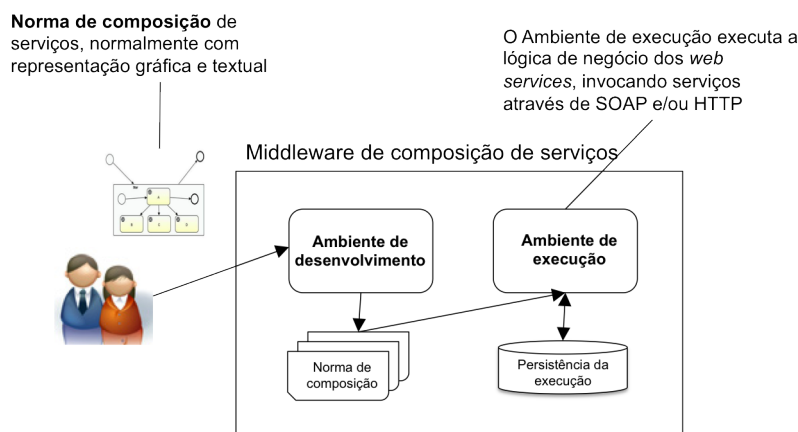 Norma de composição de
serviços, normalmente com
representação gráfica e textual
O Ambiente de execução executa a
lógica de negócio dos web
services, invocando serviços
através de SOAP e/ou HTTP
Middleware de composição de serviços
A
Ambiente de
desenvolvimento
Ambiente de
execução
Norma de
composição
Persistência da
execução